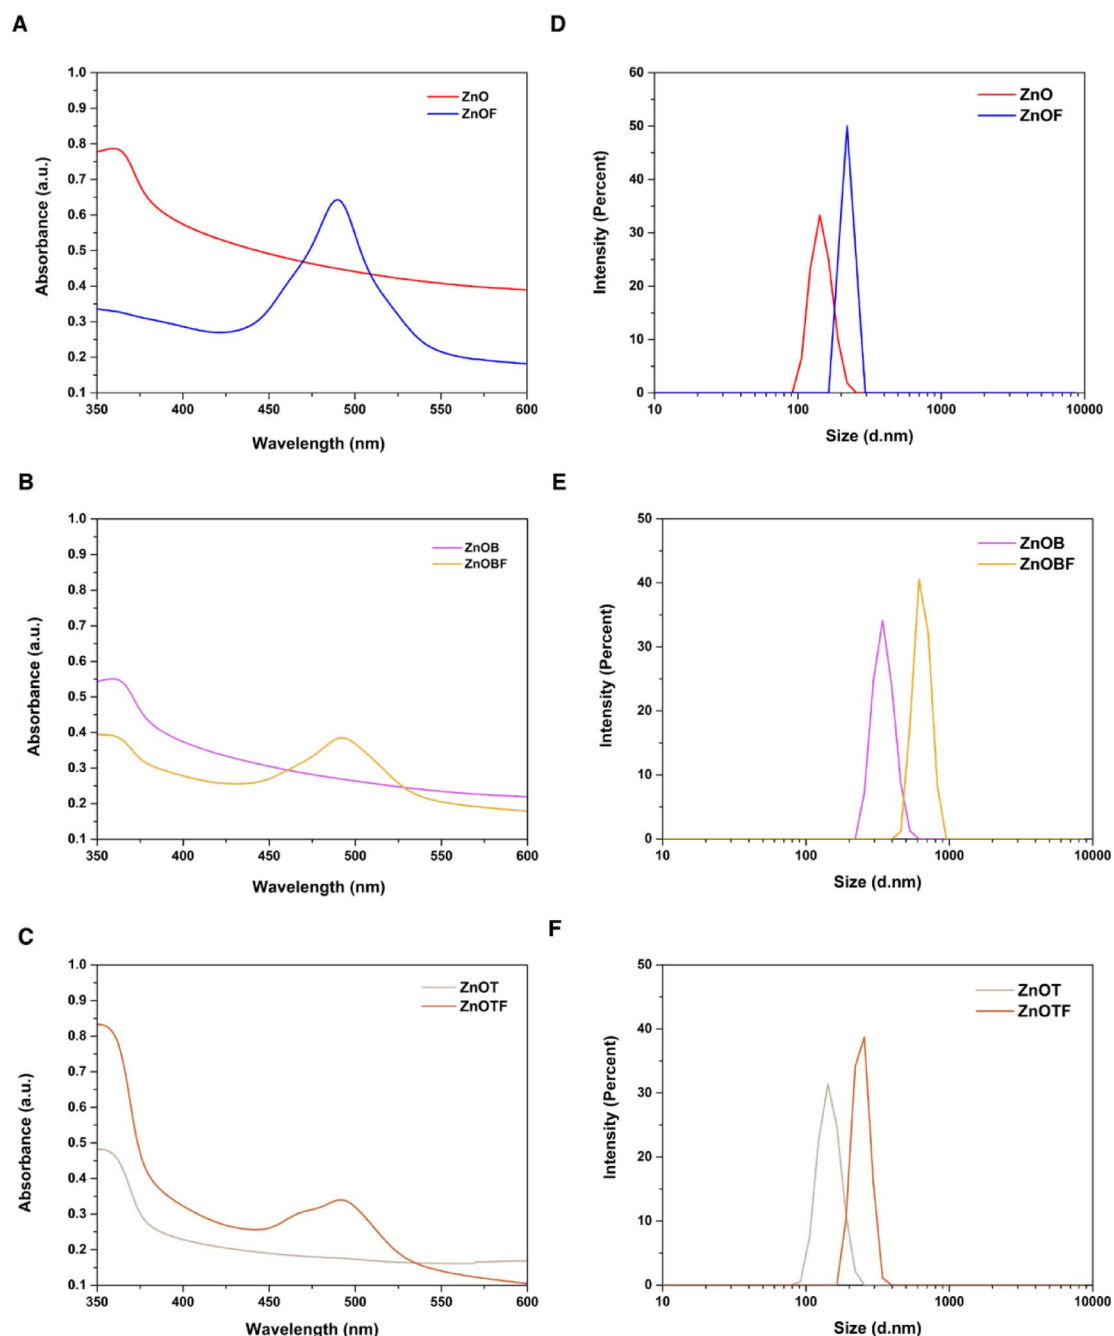 A
1.0
0.9
0.8
0.7
0.6
0.5
0.4
0.3
0.2
0.1
350 400 450 500 550 600
Absorbance (a.u.)
Wavelength (nm)
ZnO
ZnOF
D
60
50
40
30
20
10
0
10 100 1000 10000
Intensity (Percent)
Size (d.nm)
ZnO
ZnOF
B
1.0
0.9
0.8
0.7
0.6
0.5
0.4
0.3
0.2
0.1
350 400 450 500 550 600
Absorbance (a.u.)
Wavelength (nm)
ZnOB
ZnOBF
E
50
40
30
20
10
0
10 100 1000 10000
Intensity (Percent)
Size (d.nm)
ZnOB
ZnOBF
C
1.0
0.9
0.8
0.7
0.6
0.5
0.4
0.3
0.2
0.1
350 400 450 500 550 600
Absorbance (a.u.)
Wavelength (nm)
ZnOT
ZnOTF
F
50
40
30
20
10
0
10 100 1000 10000
Intensity (Percent)
Size (d.nm)
ZnOT
ZnOTF